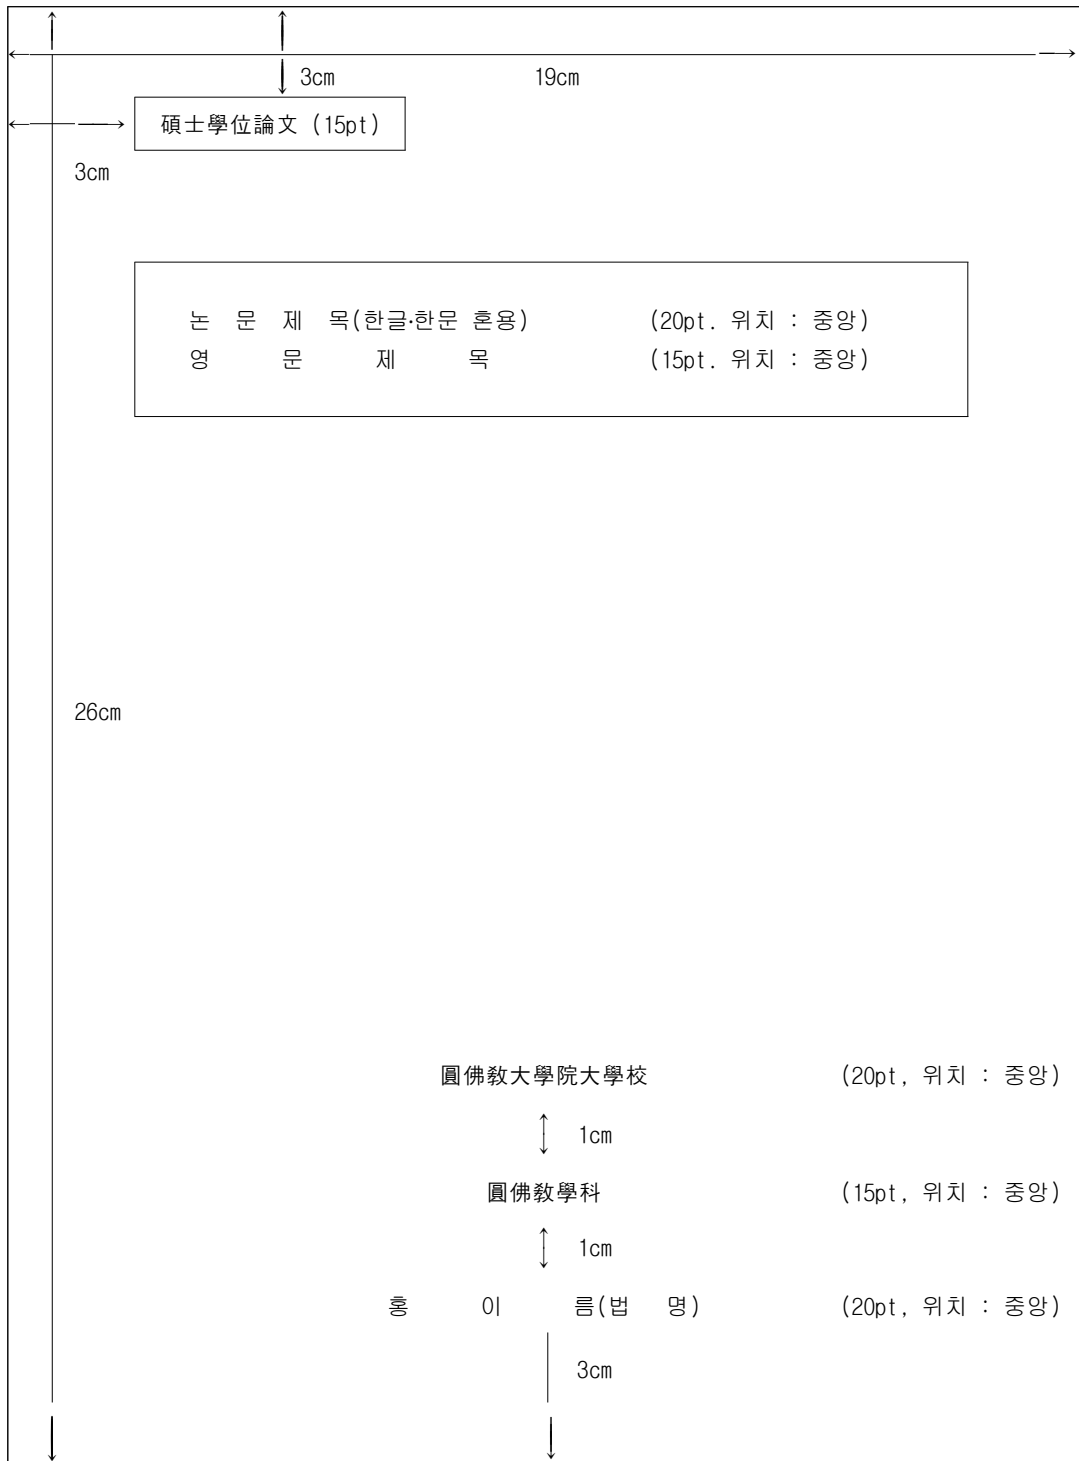 3cm 19cm
碩士學位論文 (15pt)
3cm
논 문 제 목(한글·한문 혼용) (20pt. 위치 : 중앙)
영 문 제 목 (15pt. 위치 : 중앙)
26cm
圓佛敎大學院大學校 (20pt, 위치 : 중앙)
1cm
圓佛敎學科 (15pt, 위치 : 중앙)
1cm
홍 이 름(법 명) (20pt, 위치 : 중앙)
3cm